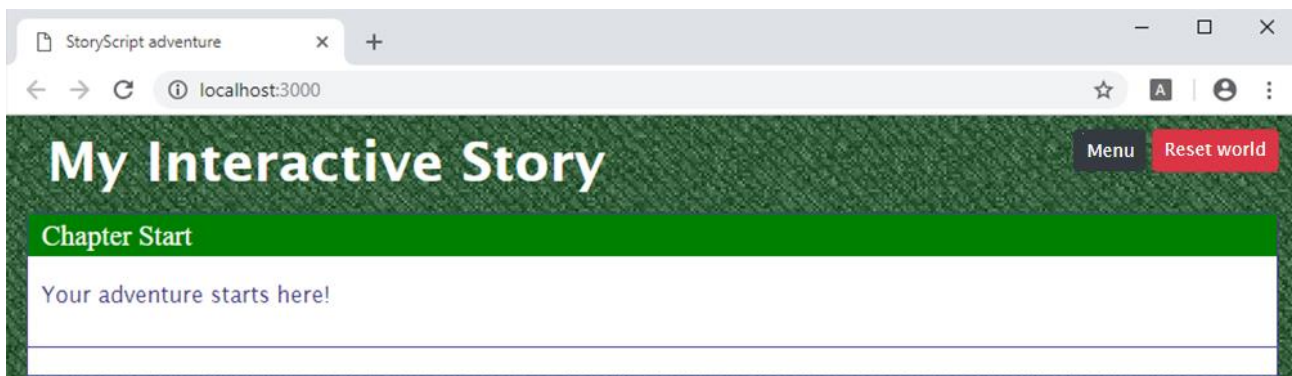 StoryScript adventure
localhost:3000
A
My Interactive Story
Menu
Reset world
Chapter Start
Your adventure starts here!